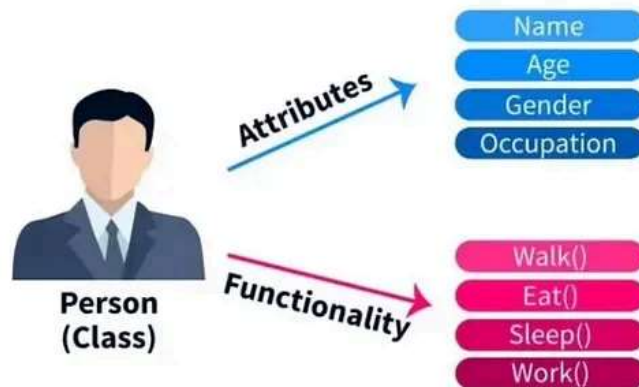 Name
Age
Gender
Occupation
Attributes
Person
(Class)
Functionality
Walk()
Eat()
Sleep()
Work()